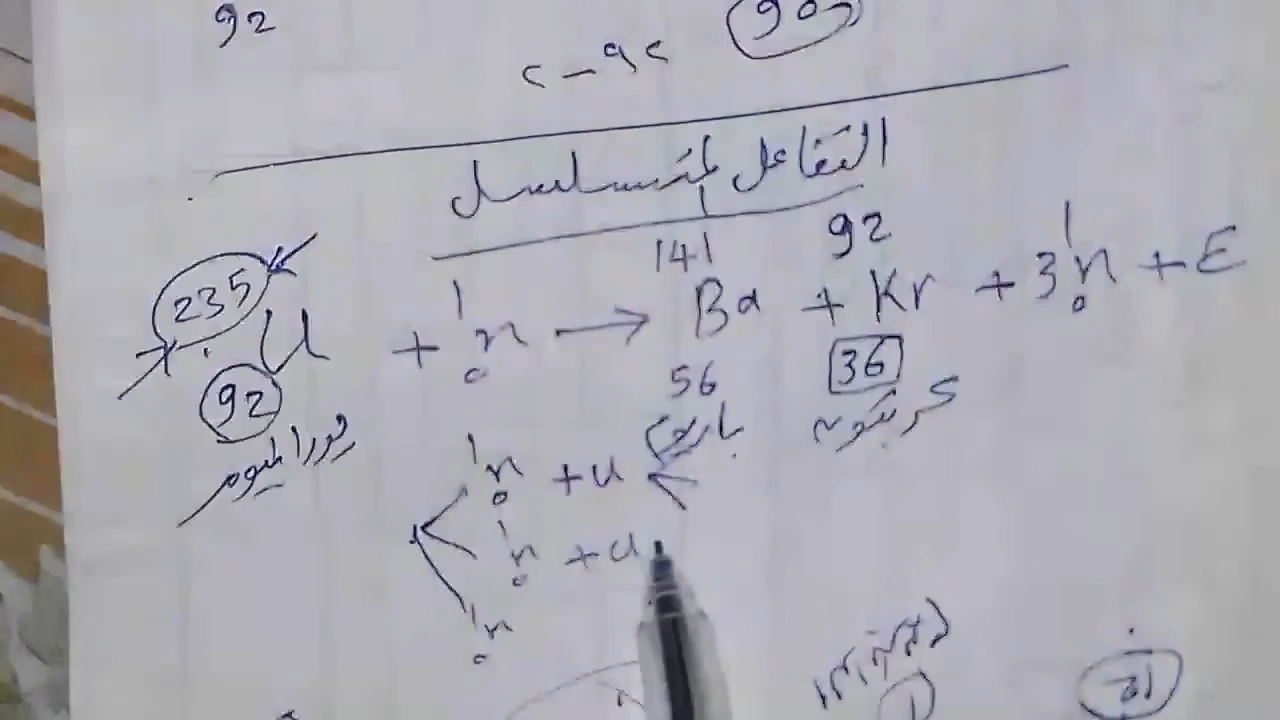 92
90
c - 9c
التفاعل المتسلسل
235 141 92
U + 1 0 n → Ba + Kr + 3 1 0 n + E
92 56 36
يورانيوم باريوم كربتون
1 0 n + u
1 0 n + u
1 0 n